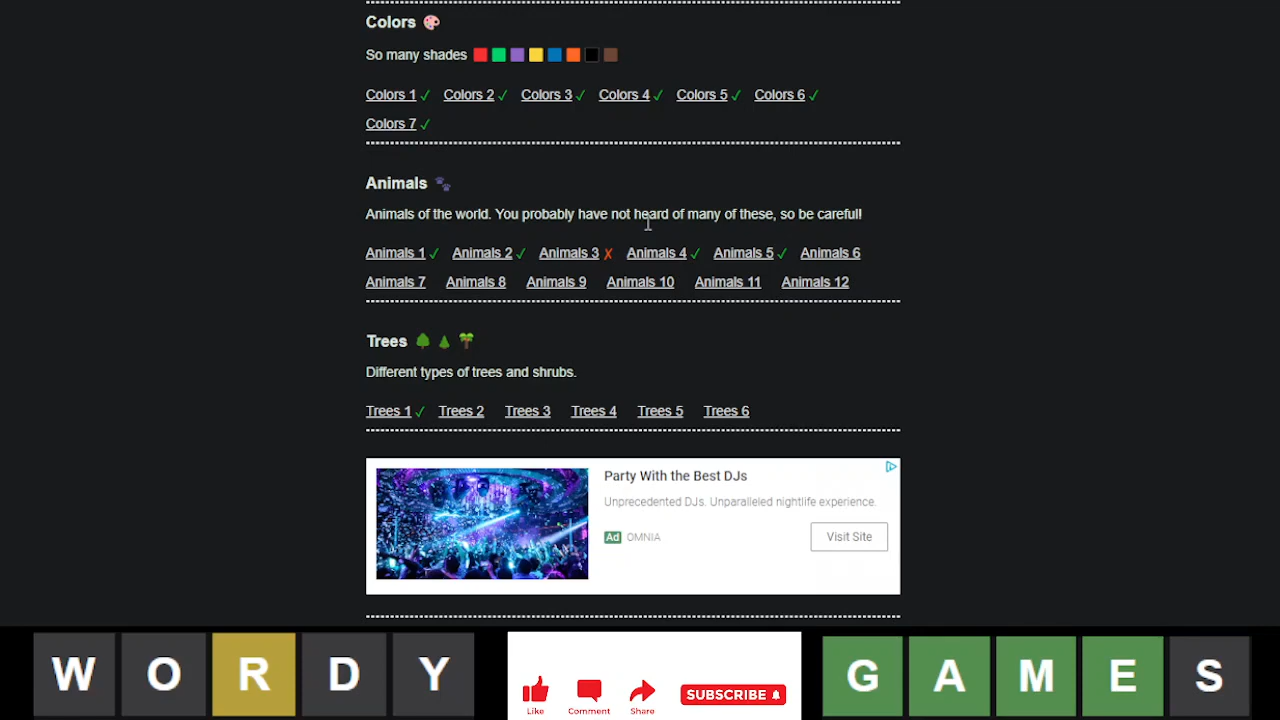 Colors
So many shades
Colors 1 ✓ Colors 2 ✓ Colors 3 ✓ Colors 4 ✓ Colors 5 ✓ Colors 6 ✓
Colors 7 ✓
Animals
Animals of the world. You probably have not heard of many of these, so be careful!
Animals 1 ✓ Animals 2 ✓ Animals 3 ✗ Animals 4 ✓ Animals 5 ✓ Animals 6
Animals 7 Animals 8 Animals 9 Animals 10 Animals 11 Animals 12
Trees
Different types of trees and shrubs.
Trees 1 ✓ Trees 2 Trees 3 Trees 4 Trees 5 Trees 6
Party With the Best DJs
Unprecedented DJs. Unparalleled nightlife experience.
Ad OMNIA Visit Site
WORDY GAMES
Like Comment Share SUBSCRIBE